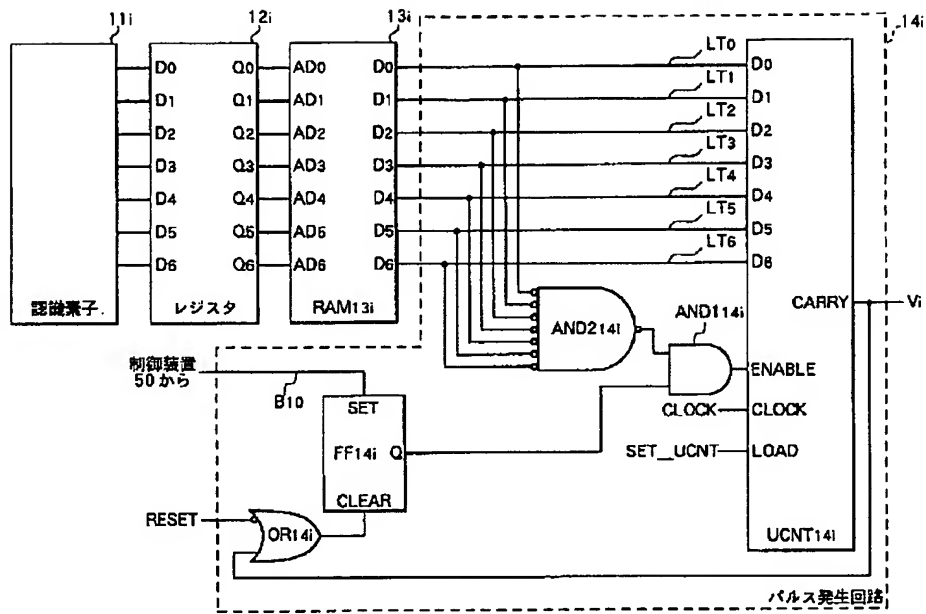 11i
12i
13i
14i
D0 Q0 AD0 D0 LT0 D0
D1 Q1 AD1 D1 LT1 D1
D2 Q2 AD2 D2 LT2 D2
D3 Q3 AD3 D3 LT3 D3
D4 Q4 AD4 D4 LT4 D4
D5 Q5 AD5 D5 LT5 D5
D6 Q6 AD6 D6 LT6 D6
認識素子
レジスタ
RAM13i
CARRY
Vi
AND214i
AND114i
ENABLE
制御装置
50から
B10
SET
CLOCK
CLOCK
FF14i Q
SET_UCNT
LOAD
CLEAR
RESET
OR14i
UCNT14i
パルス発生回路